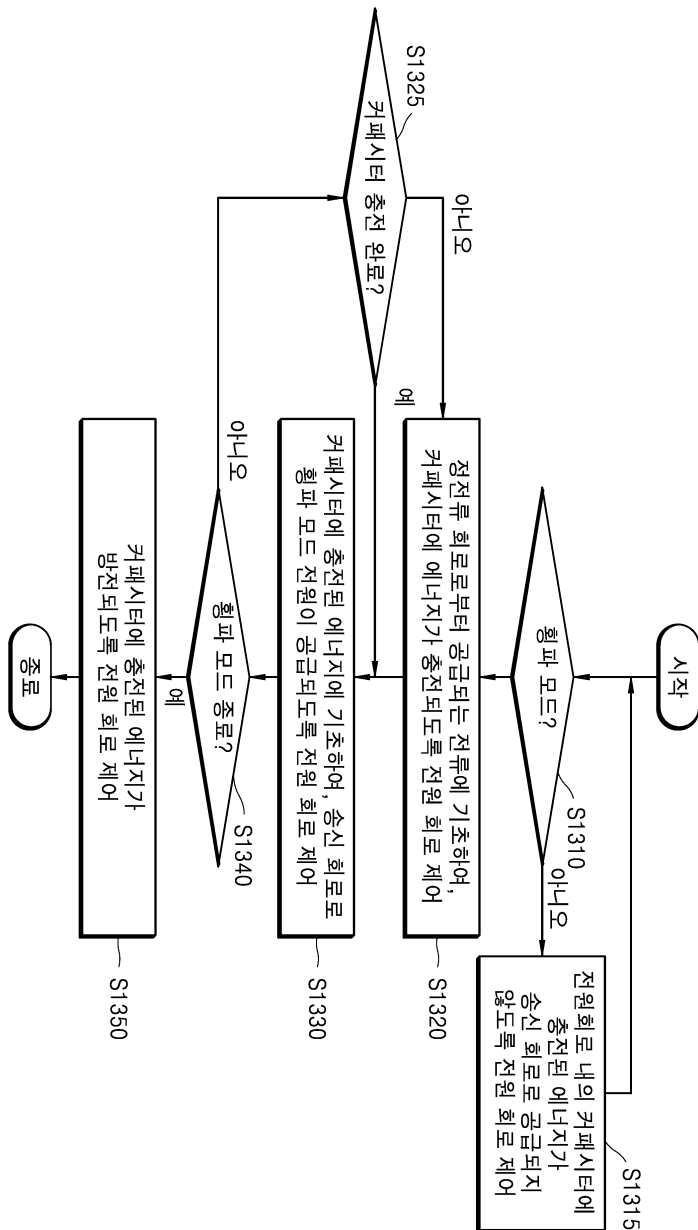 시작
횡파 모드?
S1310
아니오
전원회로 내의 커패시터에
충전된 에너지가
송신 회로로 공급되지
않도록 전원 회로 제어
S1315
정전류 회로로부터 공급되는 전류에 기초하여,
커패시터에 에너지가 충전되도록 전원 회로 제어
S1320
커패시터 충전 완료?
S1325
아니오
예
커패시터에 충전된 에너지에 기초하여, 송신 회로로
횡파 모드 전원이 공급되도록 전원 회로 제어
S1330
횡파 모드 종료?
S1340
아니오
예
커패시터에 충전된 에너지가
방전되도록 전원 회로 제어
S1350
종료